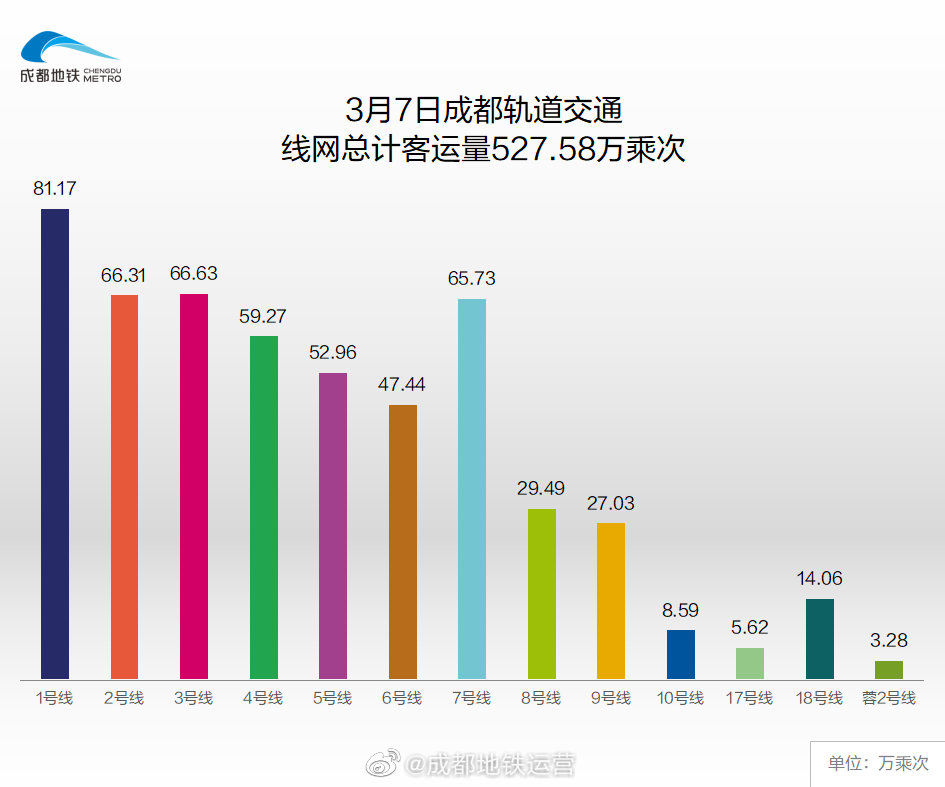 成都地铁 CHENGDU METRO
3月7日成都轨道交通
线网总计客运量527.58万乘次
81.17
66.31
66.63
59.27
52.96
47.44
65.73
29.49
27.03
8.59
5.62
14.06
3.28
1号线
2号线
3号线
4号线
5号线
6号线
7号线
8号线
9号线
10号线
17号线
18号线
蓉2号线
@成都地铁运营
单位：万乘次